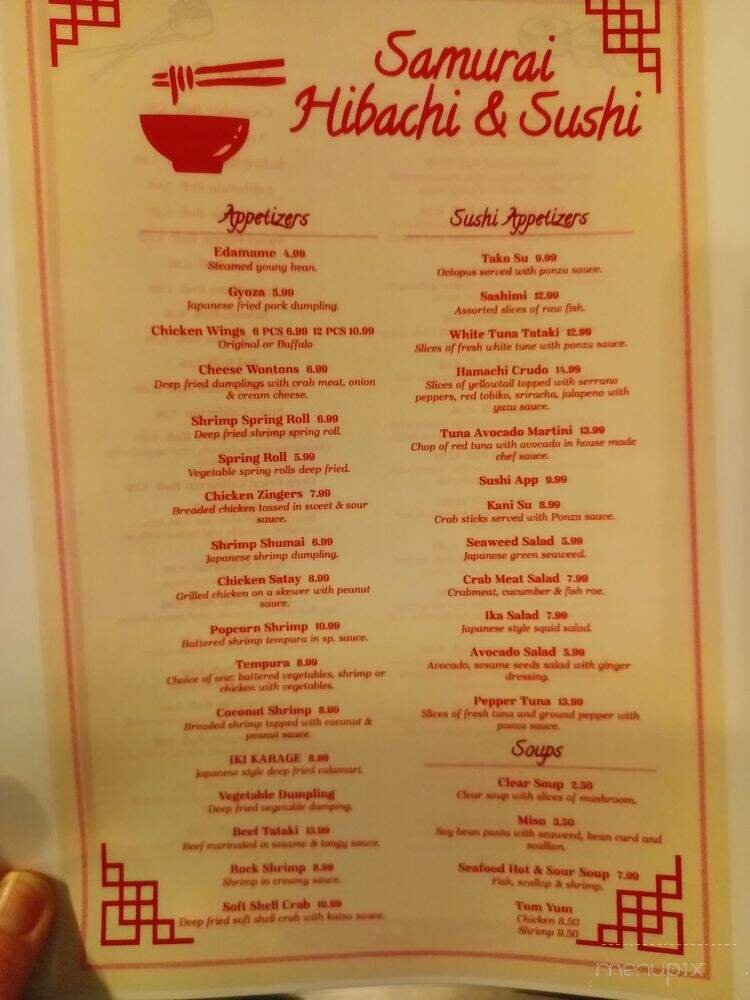 Samurai
Hibachi & Sushi
Appetizers
Edamame 4.99
Steamed young bean.
Gyoza 5.99
Japanese fried pork dumpling.
Chicken Wings 6 PCS 6.99 12 PCS 10.99
Original or Buffalo
Cheese Wontons 6.99
Deep fried dumplings with crab meat, onion
& cream cheese.
Shrimp Spring Roll 6.99
Deep fried shrimp spring roll.
Spring Roll 5.99
Vegetable spring rolls deep fried.
Chicken Zingers 7.99
Breaded chicken tossed in sweet & sour
sauce.
Shrimp Shumai 6.99
Japanese shrimp dumpling.
Chicken Satay 8.99
Grilled chicken on a skewer with peanut
sauce.
Popcorn Shrimp 10.99
Battered shrimp tempura in sp. sauce.
Tempura 8.99
Choice of one: battered vegetables, shrimp or
chicken with vegetables.
Coconut Shrimp 8.99
Breaded shrimp topped with coconut &
peanut sauce.
IKI KARAGE 8.99
Japanese style deep fried calamari.
Vegetable Dumpling
Deep fried vegetable dumping.
Beef Tataki 13.99
Beef marinated in sesame & tangy sauce.
Rock Shrimp 8.99
Shrimp in creamy sauce.
Soft Shell Crab 10.99
Deep fried soft shell crab with katsu sauce.
Sushi Appetizers
Tako Su 9.99
Octopus served with ponzu sauce.
Sashimi 12.99
Assorted slices of raw fish.
White Tuna Tataki 12.99
Slices of fresh white tune with ponzu sauce.
Hamachi Crudo 14.99
Slices of yellowtail topped with serrano
peppers, red tobiko, sriracha, jalapeno with
yuzu sauce.
Tuna Avocado Martini 13.99
Chop of red tuna with avocado in house made
chef sauce.
Sushi App 9.99
Kani Su 8.99
Crab sticks served with Ponzu sauce.
Seaweed Salad 5.99
Japanese green seaweed.
Crab Meat Salad 7.99
Crabmeat, cucumber & fish roe.
Ika Salad 7.99
Japanese style squid salad.
Avocado Salad 5.99
Avocado, sesame seeds salad with ginger
dressing.
Pepper Tuna 13.99
Slices of fresh tuna and ground pepper with
ponzu sauce.
Soups
Clear Soup 2.50
Clear soup with slices of mushroom.
Miso 3.50
Soy bean pasta with seaweed, bean curd and
scallion.
Seafood Hot & Sour Soup 7.99
Fish, scallop & shrimp.
Tom Yum
Chicken 8.50
Shrimp 9.50
menupix